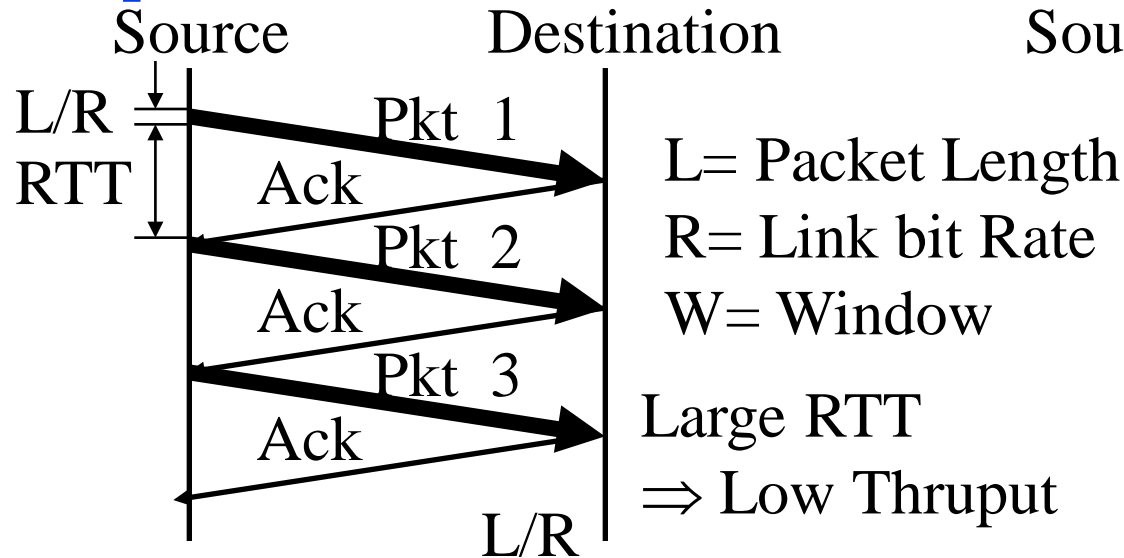 Source Destination Sou
L/R
RTT
Pkt 1
Ack
Pkt 2
Ack
Pkt 3
Ack
L= Packet Length
R= Link bit Rate
W= Window
Large RTT
⇒ Low Thruput
L/R